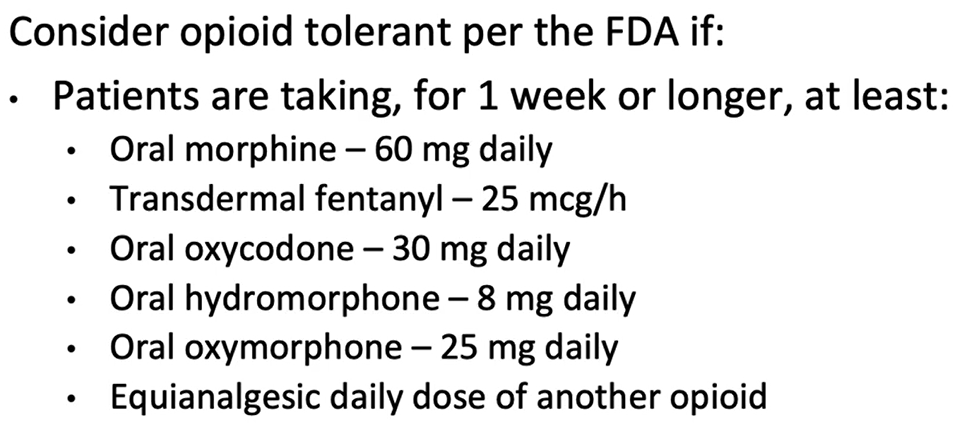 Consider opioid tolerant per the FDA if:
• Patients are taking, for 1 week or longer, at least:
• Oral morphine – 60 mg daily
• Transdermal fentanyl – 25 mcg/h
• Oral oxycodone – 30 mg daily
• Oral hydromorphone – 8 mg daily
• Oral oxymorphone – 25 mg daily
• Equianalgesic daily dose of another opioid